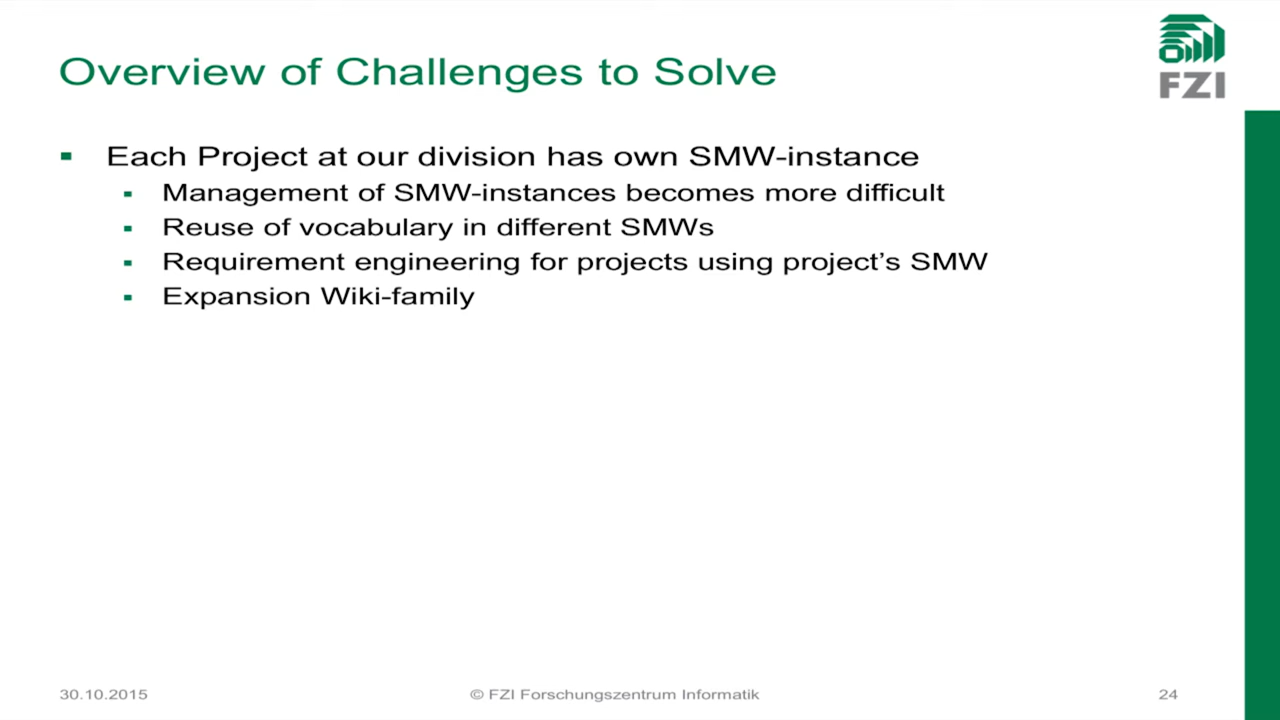 Overview of Challenges to Solve
FZI
Each Project at our division has own SMW-instance
Management of SMW-instances becomes more difficult
Reuse of vocabulary in different SMWs
Requirement engineering for projects using project’s SMW
Expansion Wiki-family
30.10.2015
© FZI Forschungszentrum Informatik
24